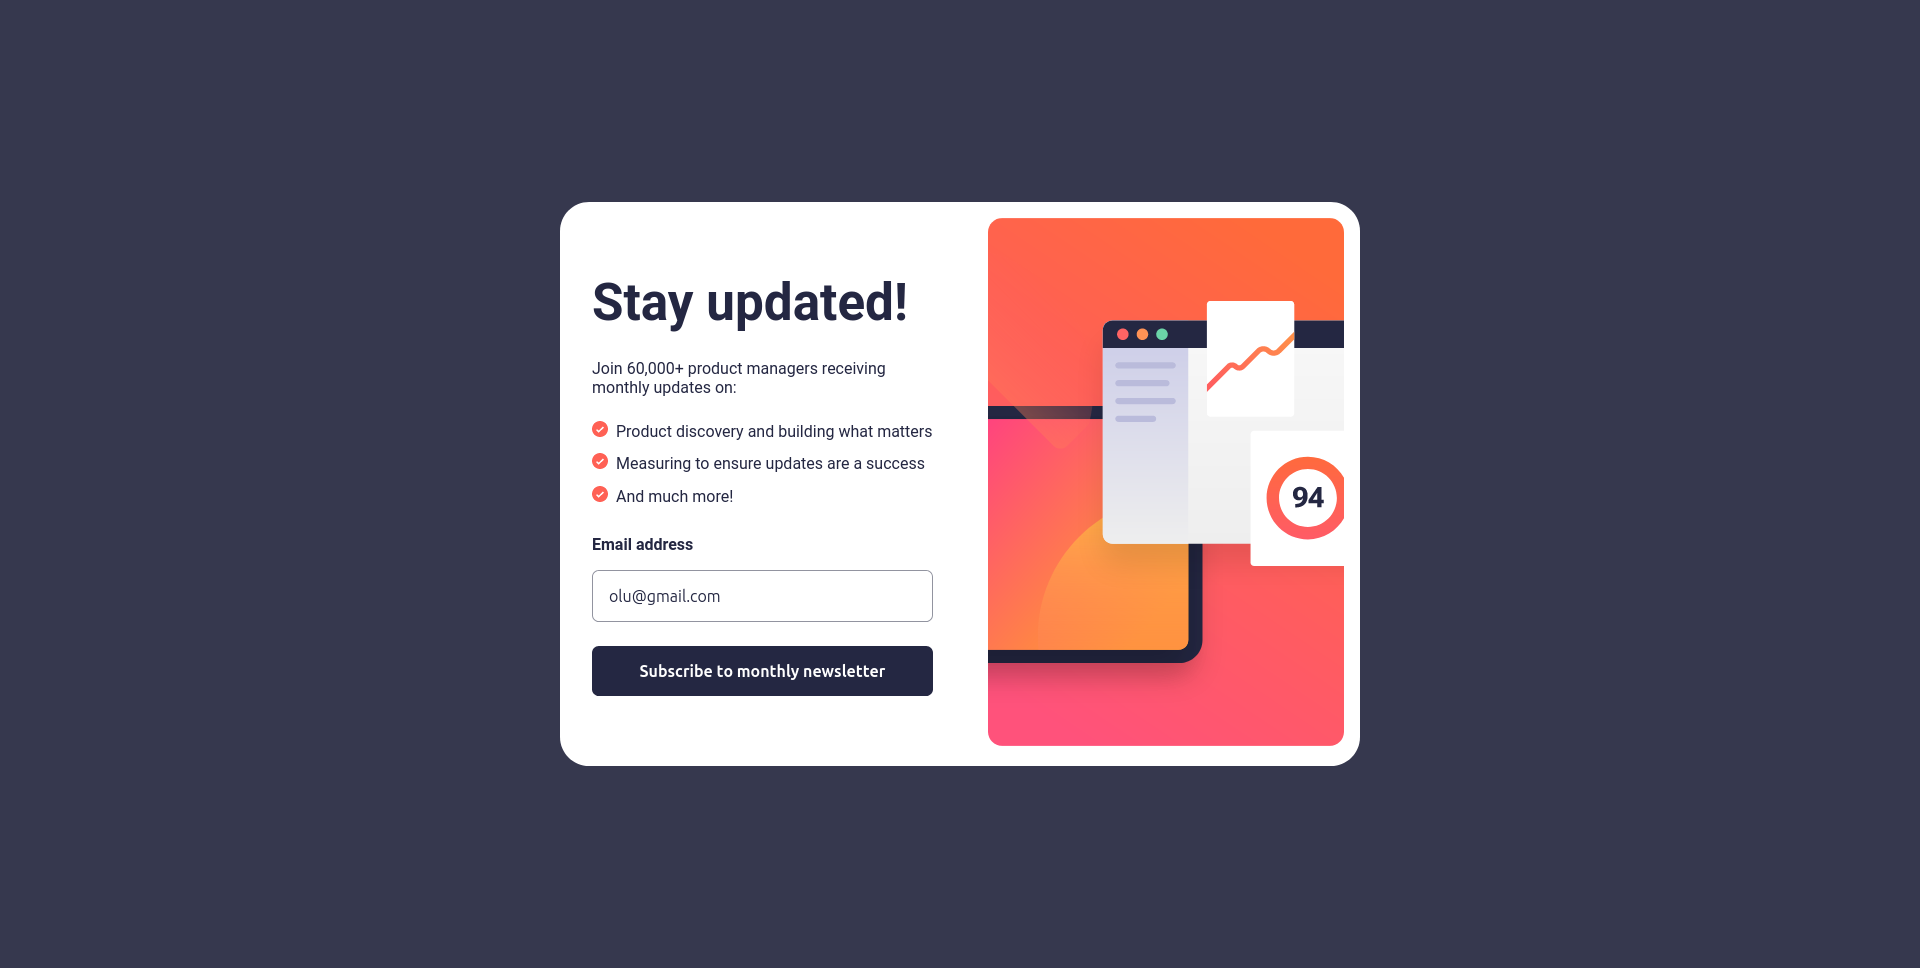 Stay updated!
Join 60,000+ product managers receiving
monthly updates on:
Product discovery and building what matters
Measuring to ensure updates are a success
And much more!
Email address
olu@gmail.com
Subscribe to monthly newsletter
94